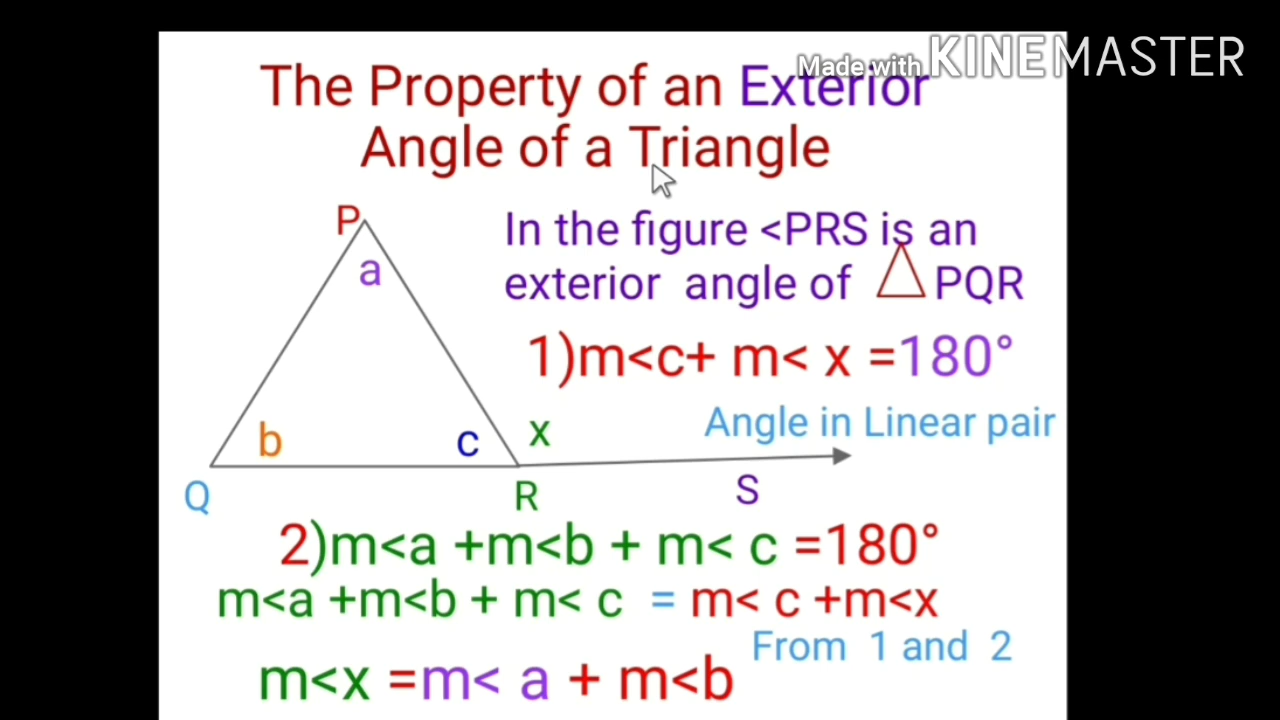 Made with KINEMASTER
The Property of an Exterior
Angle of a Triangle
P
a
In the figure <PRS is an
exterior angle of △PQR
1)m<c+ m< x =180°
Angle in Linear pair
b
c
x
Q
R
S
2)m<a +m<b + m< c =180°
m<a +m<b + m< c = m< c +m<x
From 1 and 2
m<x =m< a + m<b